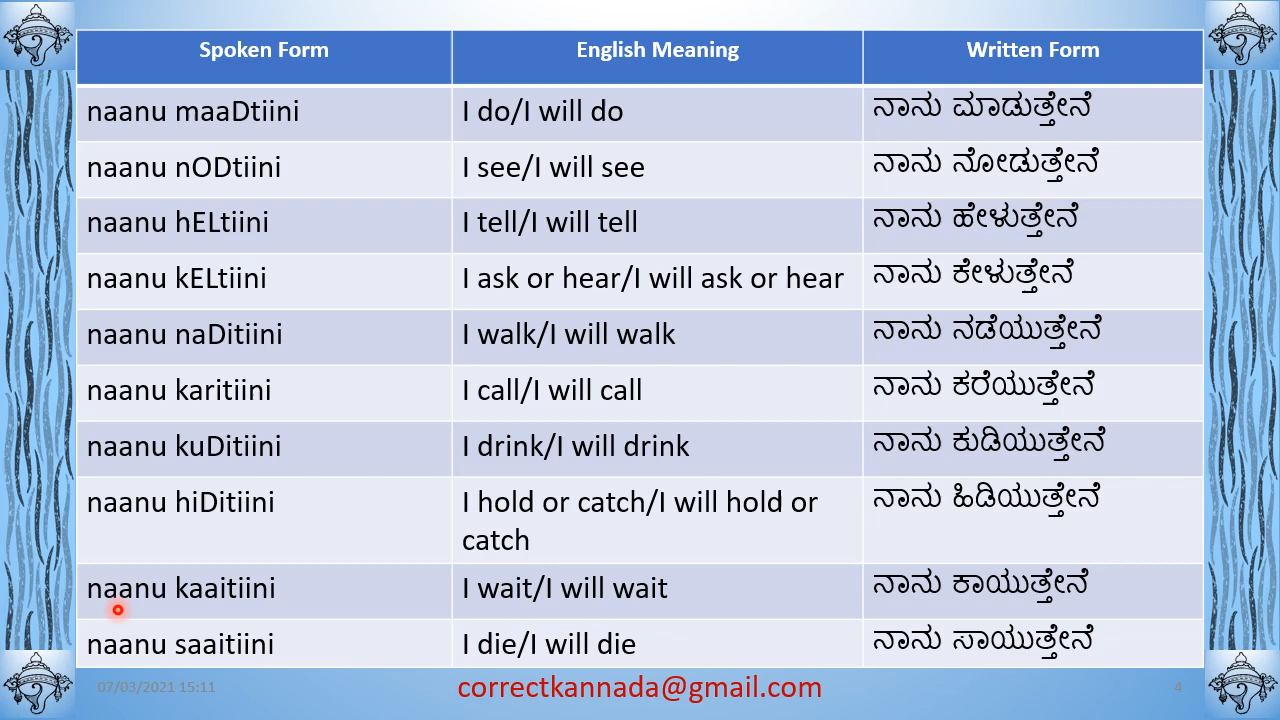 Spoken Form English Meaning Written Form
naanu maaDtiini I do/I will do ನಾನು ಮಾಡುತ್ತೇನೆ
naanu nODtiini I see/I will see ನಾನು ನೋಡುತ್ತೇನೆ
naanu hELtiini I tell/I will tell ನಾನು ಹೇಳುತ್ತೇನೆ
naanu kELtiini I ask or hear/I will ask or hear ನಾನು ಕೇಳುತ್ತೇನೆ
naanu naDitiini I walk/I will walk ನಾನು ನಡೆಯುತ್ತೇನೆ
naanu karitiini I call/I will call ನಾನು ಕರೆಯುತ್ತೇನೆ
naanu kuDitiini I drink/I will drink ನಾನು ಕುಡಿಯುತ್ತೇನೆ
naanu hiDitiini I hold or catch/I will hold or ನಾನು ಹಿಡಿಯುತ್ತೇನೆ
catch
naanu kaaitiini I wait/I will wait ನಾನು ಕಾಯುತ್ತೇನೆ
naanu saaitiini I die/I will die ನಾನು ಸಾಯುತ್ತೇನೆ
07/03/2021 15:11 correctkannada@gmail.com 4